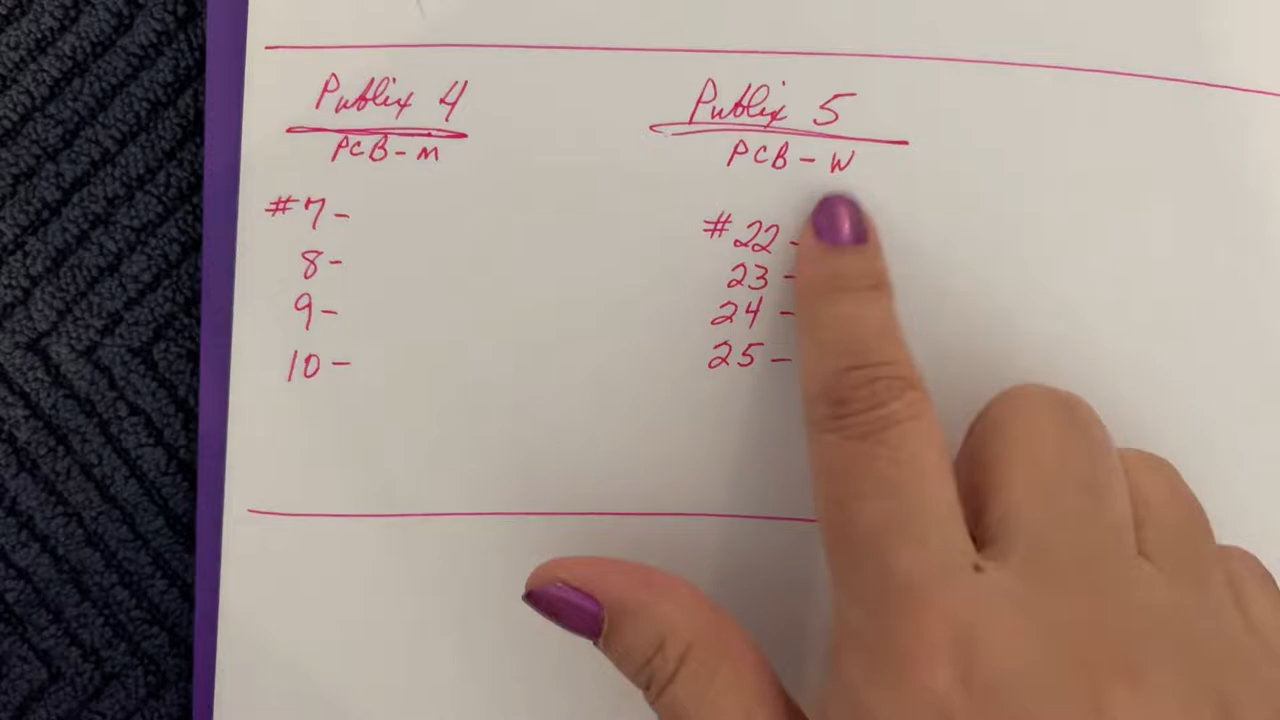 Publix 4
PCB-M
#7-
8-
9-
10-
Publix 5
PCB-W
#22-
23-
24-
25-